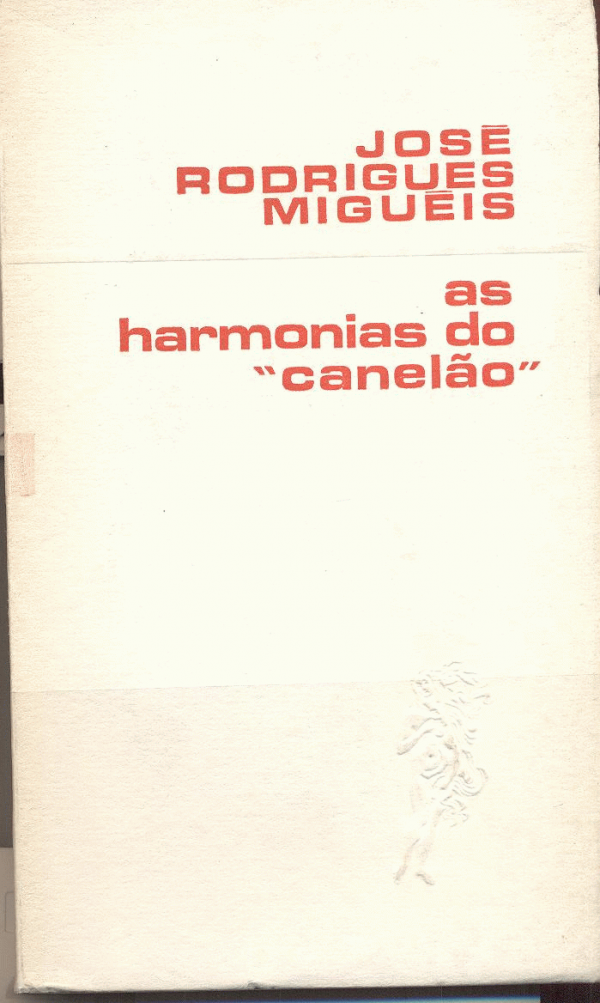 JOSÉ
RODRIGUES
MIGUÉIS
as
harmonias do
"canelão"